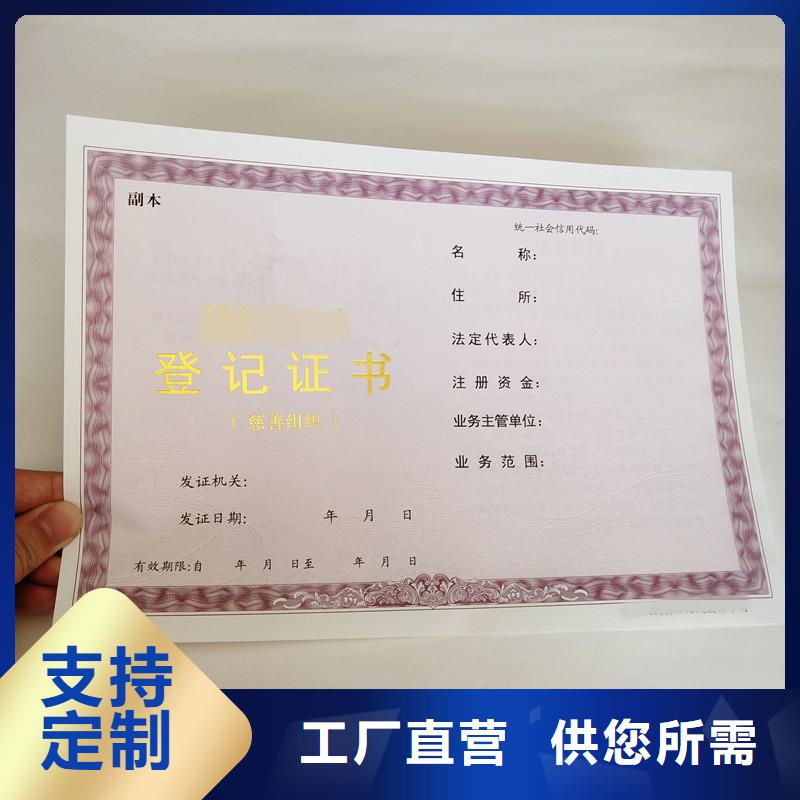 副本
统一社会信用代码:
名 称:
住 所:
法定代表人:
注 册 资 金:
业务主管单位:
业 务 范 围:
登记证书
(慈善组织)
发证机关:
发证日期: 年 月 日
有效期限:自 年 月 日至 年 月 日
支持
定制
工厂直营 供您所需